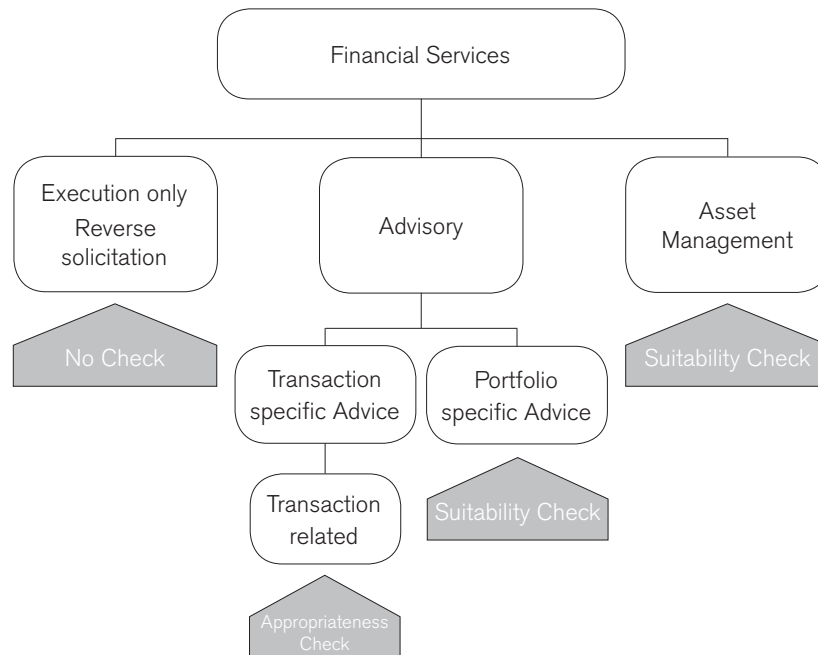 Financial Services
Execution only
Reverse
solicitation
Advisory
Asset
Management
No Check
Suitability Check
Transaction
specific Advice
Portfolio
specific Advice
Transaction
related
Suitability Check
Appropriateness
Check